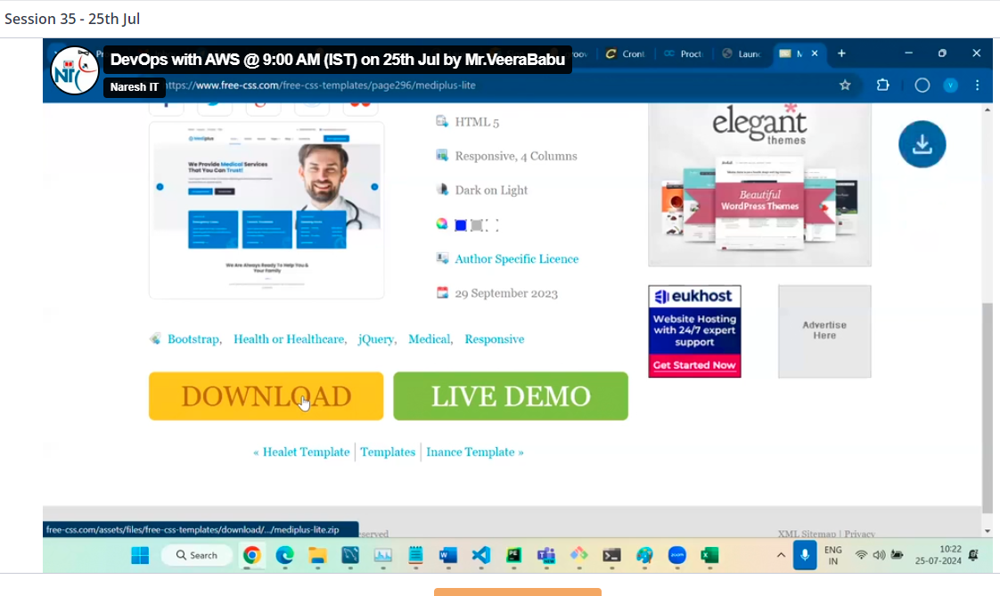 Session 35 - 25th Jul
DevOps with AWS @ 9:00 AM (IST) on 25th Jul by Mr.VeeraBabu
Naresh IT
Cront
Procti
Launc
https://www.free-css.com/free-css-templates/page296/mediplus-lite
HTML 5
Responsive, 4 Columns
Dark on Light
Author Specific Licence
29 September 2023
Mediplus
We Provide Medical Services
That You Can Trust!
We Are Always Ready To Help You &
Your Family
elegant
themes
Beautiful
WordPress Themes
eukhost
Website Hosting
with 24/7 expert
support
Get Started Now
Advertise
Here
Bootstrap, Health or Healthcare, jQuery, Medical, Responsive
DOWNLOAD
LIVE DEMO
« Healet Template
Templates
Inance Template »
free-css.com/assets/files/free-css-templates/download/.../mediplus-lite.zip
XML Sitemap | Privacy
Search
ENG
IN
10:22
25-07-2024